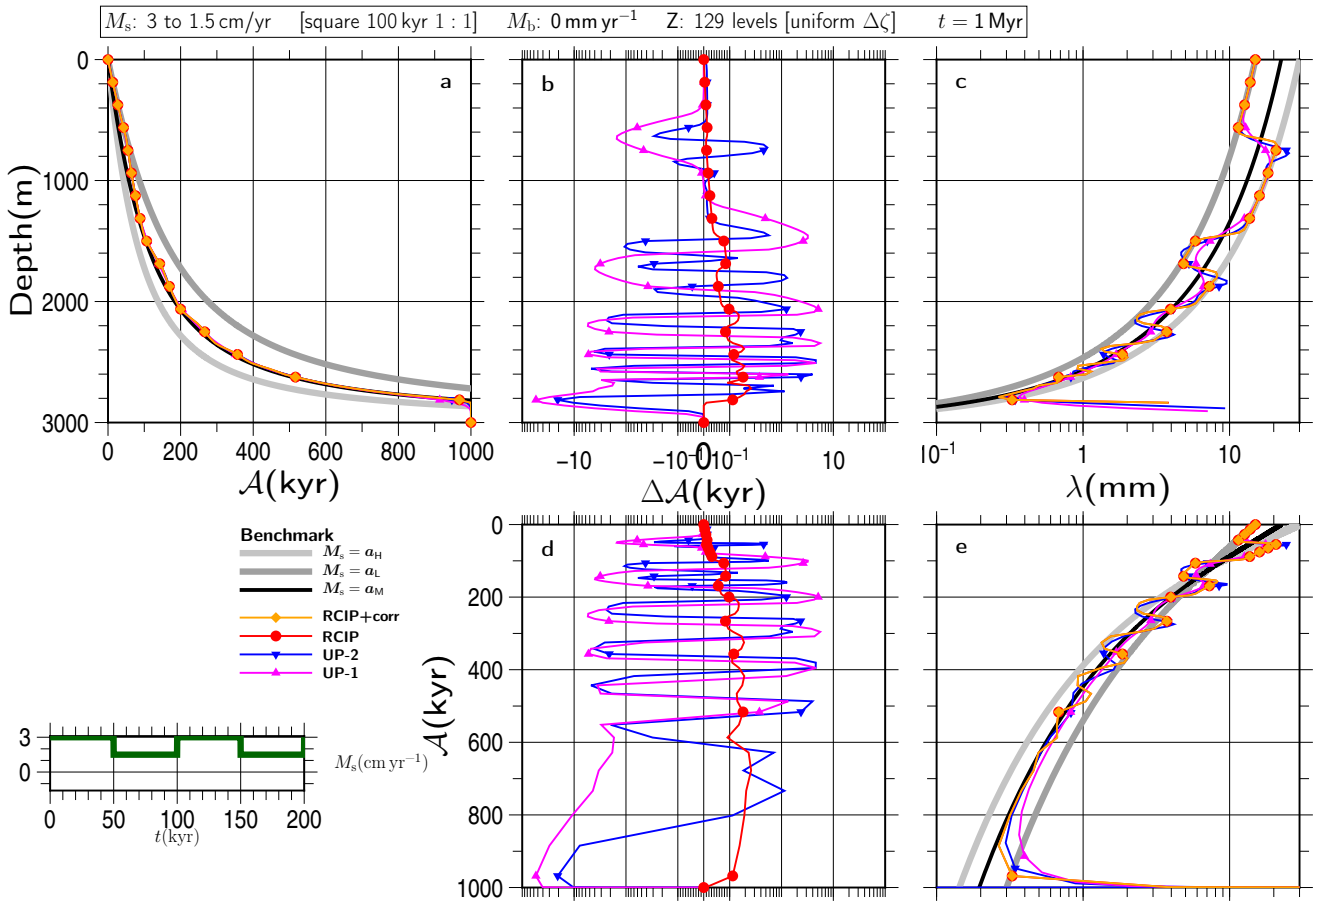 Mₛ: 3 to 1.5 cm/yr [square 100 kyr 1 : 1] M_b: 0 mm yr⁻¹ Z: 129 levels [uniform Δζ] t = 1 Myr
a
b
c
0
1000
2000
3000
Depth(m)
0 200 400 600 800 1000
𝒜(kyr)
−10 −10⁻¹ 0 10⁻¹ 10
Δ𝒜(kyr)
10⁻¹ 1 10
λ(mm)
Benchmark
Mₛ = a_H
Mₛ = a_L
Mₛ = a_M
RCIP+corr
RCIP
UP-2
UP-1
d
e
0
200
400
600
800
1000
𝒜(kyr)
3
0
Mₛ(cm yr⁻¹)
0 50 100 150 200
t(kyr)